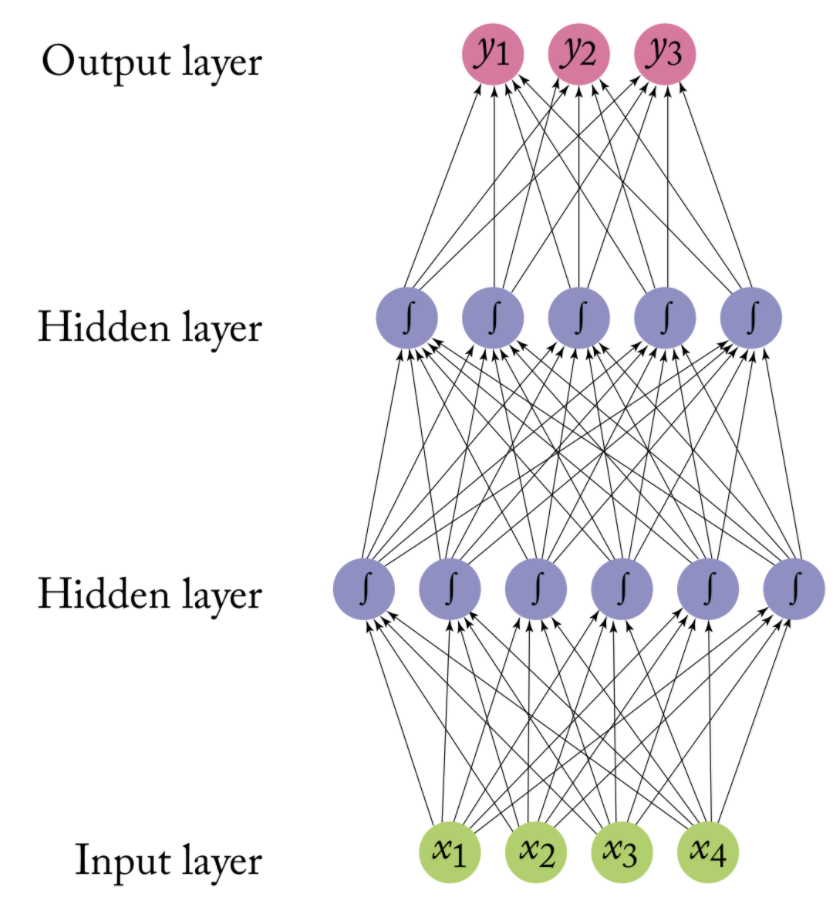 Output layer y1 y2 y3
Hidden layer ∫ ∫ ∫ ∫ ∫
Hidden layer ∫ ∫ ∫ ∫ ∫ ∫
Input layer x1 x2 x3 x4